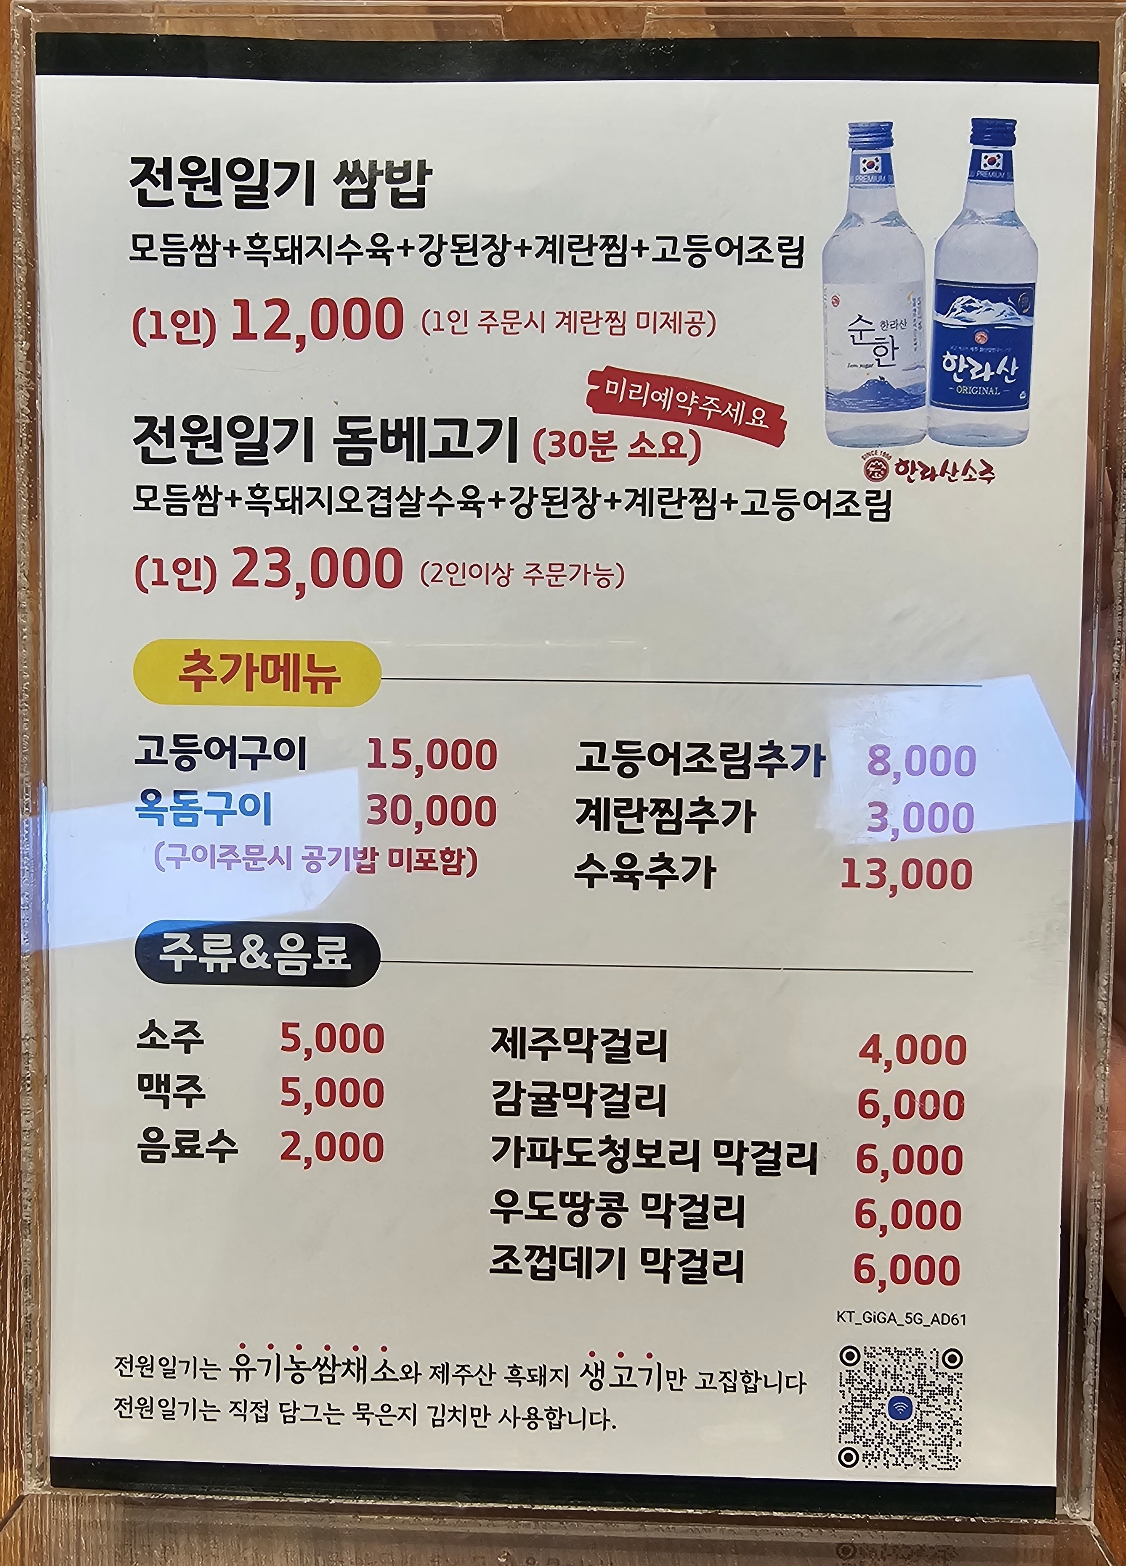 전원일기 쌈밥
모듬쌈+흑돼지수육+강된장+계란찜+고등어조림
(1인) 12,000 (1인 주문시 계란찜 미제공)
PREMIUM
PREMIUM
순한
한라산
한라산
ORIGINAL
SINCE 1950
한라산소주
미리예약주세요
전원일기 돔베고기 (30분 소요)
모듬쌈+흑돼지오겹살수육+강된장+계란찜+고등어조림
(1인) 23,000 (2인이상 주문가능)
추가메뉴
고등어구이 15,000
옥돔구이 30,000
(구이주문시 공기밥 미포함)
고등어조림추가 8,000
계란찜추가 3,000
수육추가 13,000
주류&음료
소주 5,000
맥주 5,000
음료수 2,000
제주막걸리 4,000
감귤막걸리 6,000
가파도청보리 막걸리 6,000
우도땅콩 막걸리 6,000
조껍데기 막걸리 6,000
KT_GiGA_5G_AD61
전원일기는 유기농쌈채소와 제주산 흑돼지 생고기만 고집합니다
전원일기는 직접 담그는 묵은지 김치만 사용합니다.